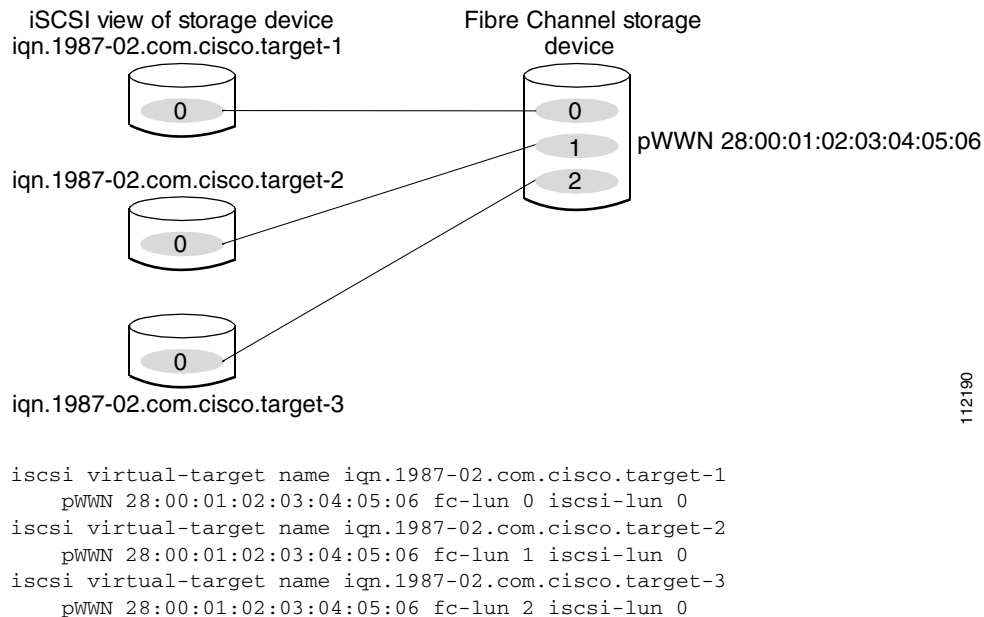 iSCSI view of storage device
iqn.1987-02.com.cisco.target-1
Fibre Channel storage
device
0
0
1
2
pWWN 28:00:01:02:03:04:05:06
iqn.1987-02.com.cisco.target-2
0
0
iqn.1987-02.com.cisco.target-3
112190
iscsi virtual-target name iqn.1987-02.com.cisco.target-1
pWWN 28:00:01:02:03:04:05:06 fc-lun 0 iscsi-lun 0
iscsi virtual-target name iqn.1987-02.com.cisco.target-2
pWWN 28:00:01:02:03:04:05:06 fc-lun 1 iscsi-lun 0
iscsi virtual-target name iqn.1987-02.com.cisco.target-3
pWWN 28:00:01:02:03:04:05:06 fc-lun 2 iscsi-lun 0